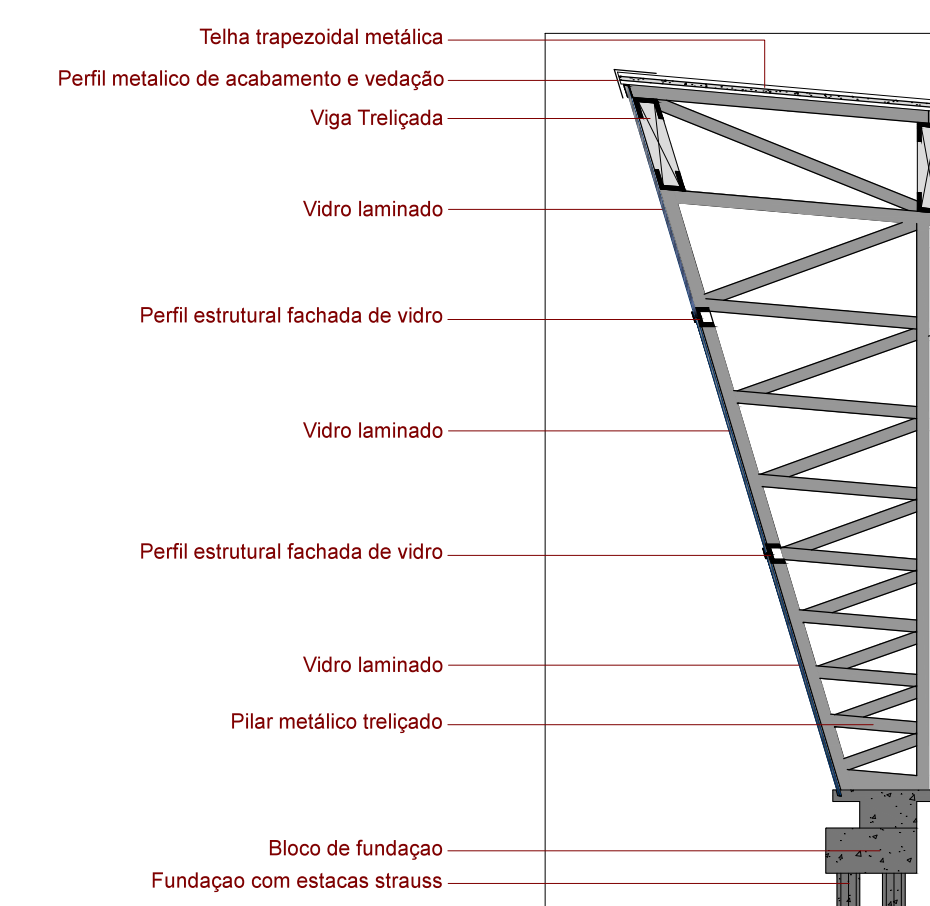 Telha trapezoidal metálica
Perfil metalico de acabamento e vedação
Viga Treliçada
Vidro laminado
Perfil estrutural fachada de vidro
Vidro laminado
Perfil estrutural fachada de vidro
Vidro laminado
Pilar metálico treliçado
Bloco de fundaçao
Fundaçao com estacas strauss